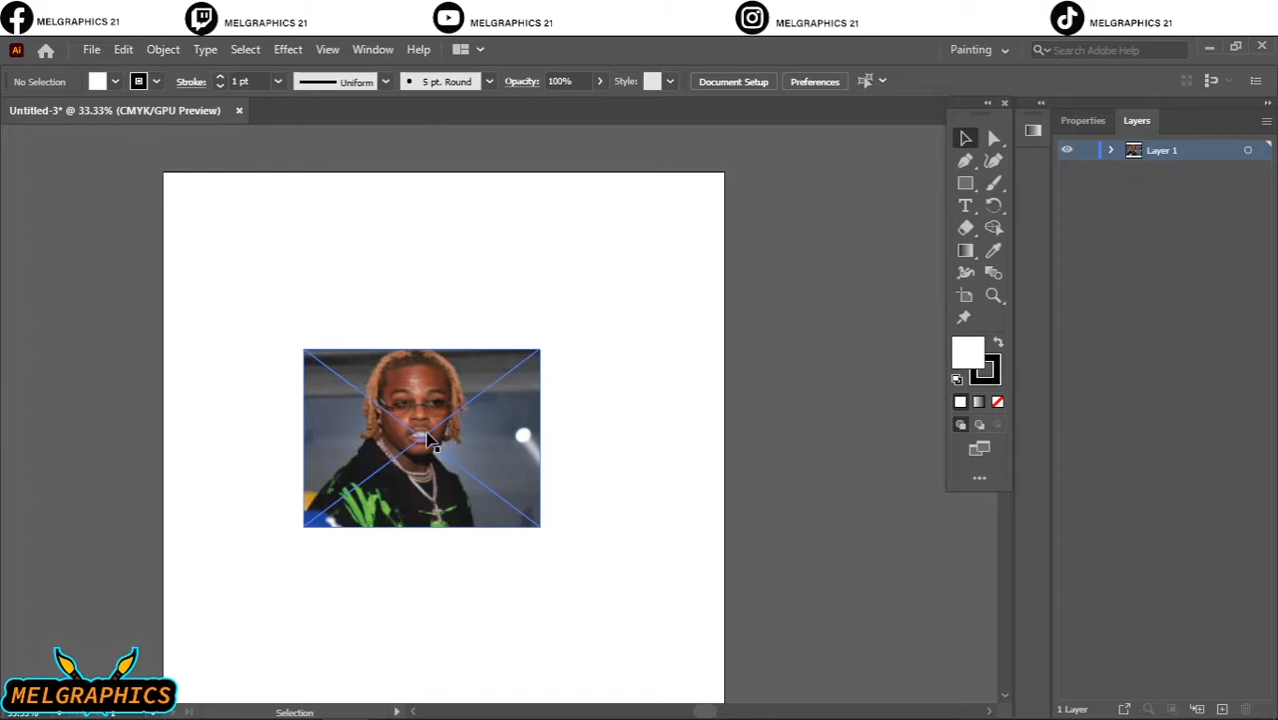 MELGRAPHICS 21
MELGRAPHICS 21
MELGRAPHICS 21
MELGRAPHICS 21
MELGRAPHICS 21
Ai File Edit Object Type Select Effect View Window Help Painting Search Adobe Help
No Selection Stroke: 1 pt Uniform 5 pt. Round Opacity: 100% Style: Document Setup Preferences
Untitled-3* @ 33.33% (CMYK/GPU Preview)
Properties Layers
Layer 1
MELGRAPHICS
Selection
1 Layer